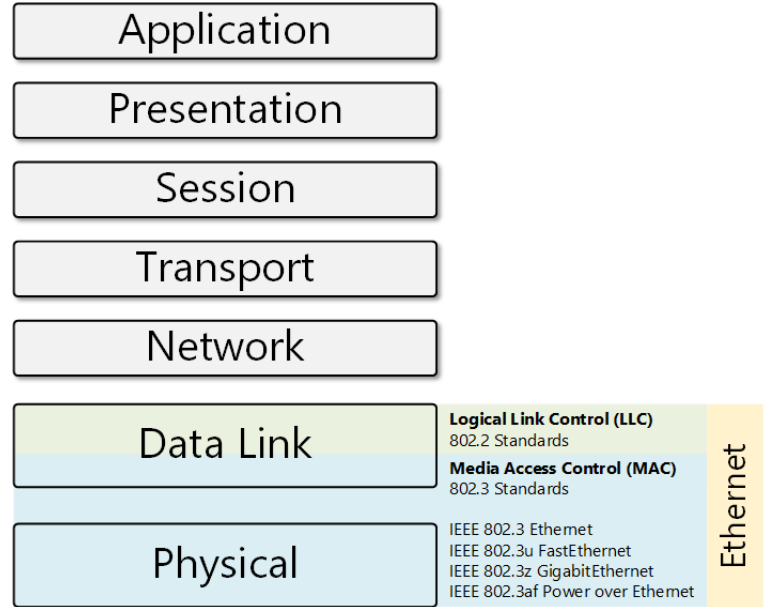 Application
Presentation
Session
Transport
Network
Data Link
Logical Link Control (LLC)
802.2 Standards
Media Access Control (MAC)
802.3 Standards
Physical
IEEE 802.3 Ethernet
IEEE 802.3u FastEthernet
IEEE 802.3z GigabitEthernet
IEEE 802.3af Power over Ethernet
Ethernet